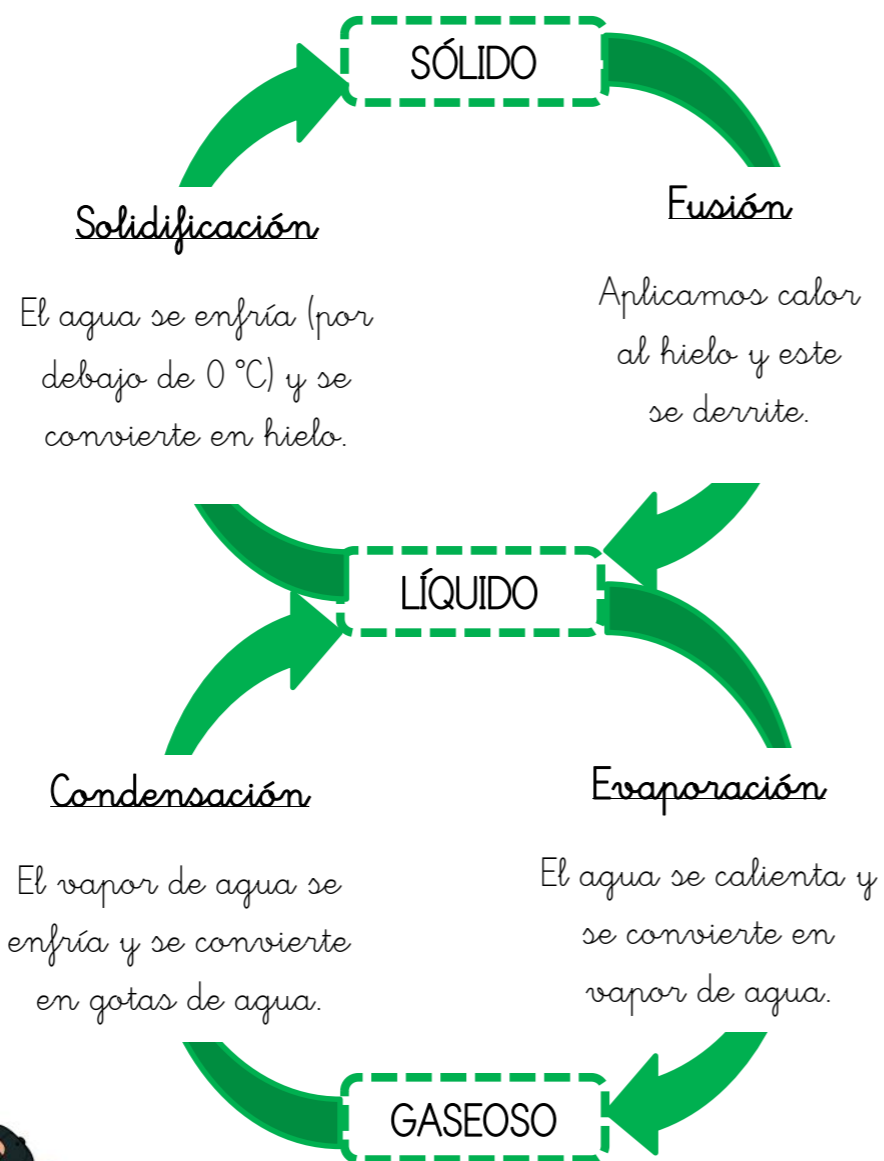 SÓLIDO
Solidificación
El agua se enfría (por
debajo de 0 °C) y se
convierte en hielo.
Fusión
Aplicamos calor
al hielo y este
se derrite.
LÍQUIDO
Condensación
El vapor de agua se
enfría y se convierte
en gotas de agua.
Evaporación
El agua se calienta y
se convierte en
vapor de agua.
GASEOSO